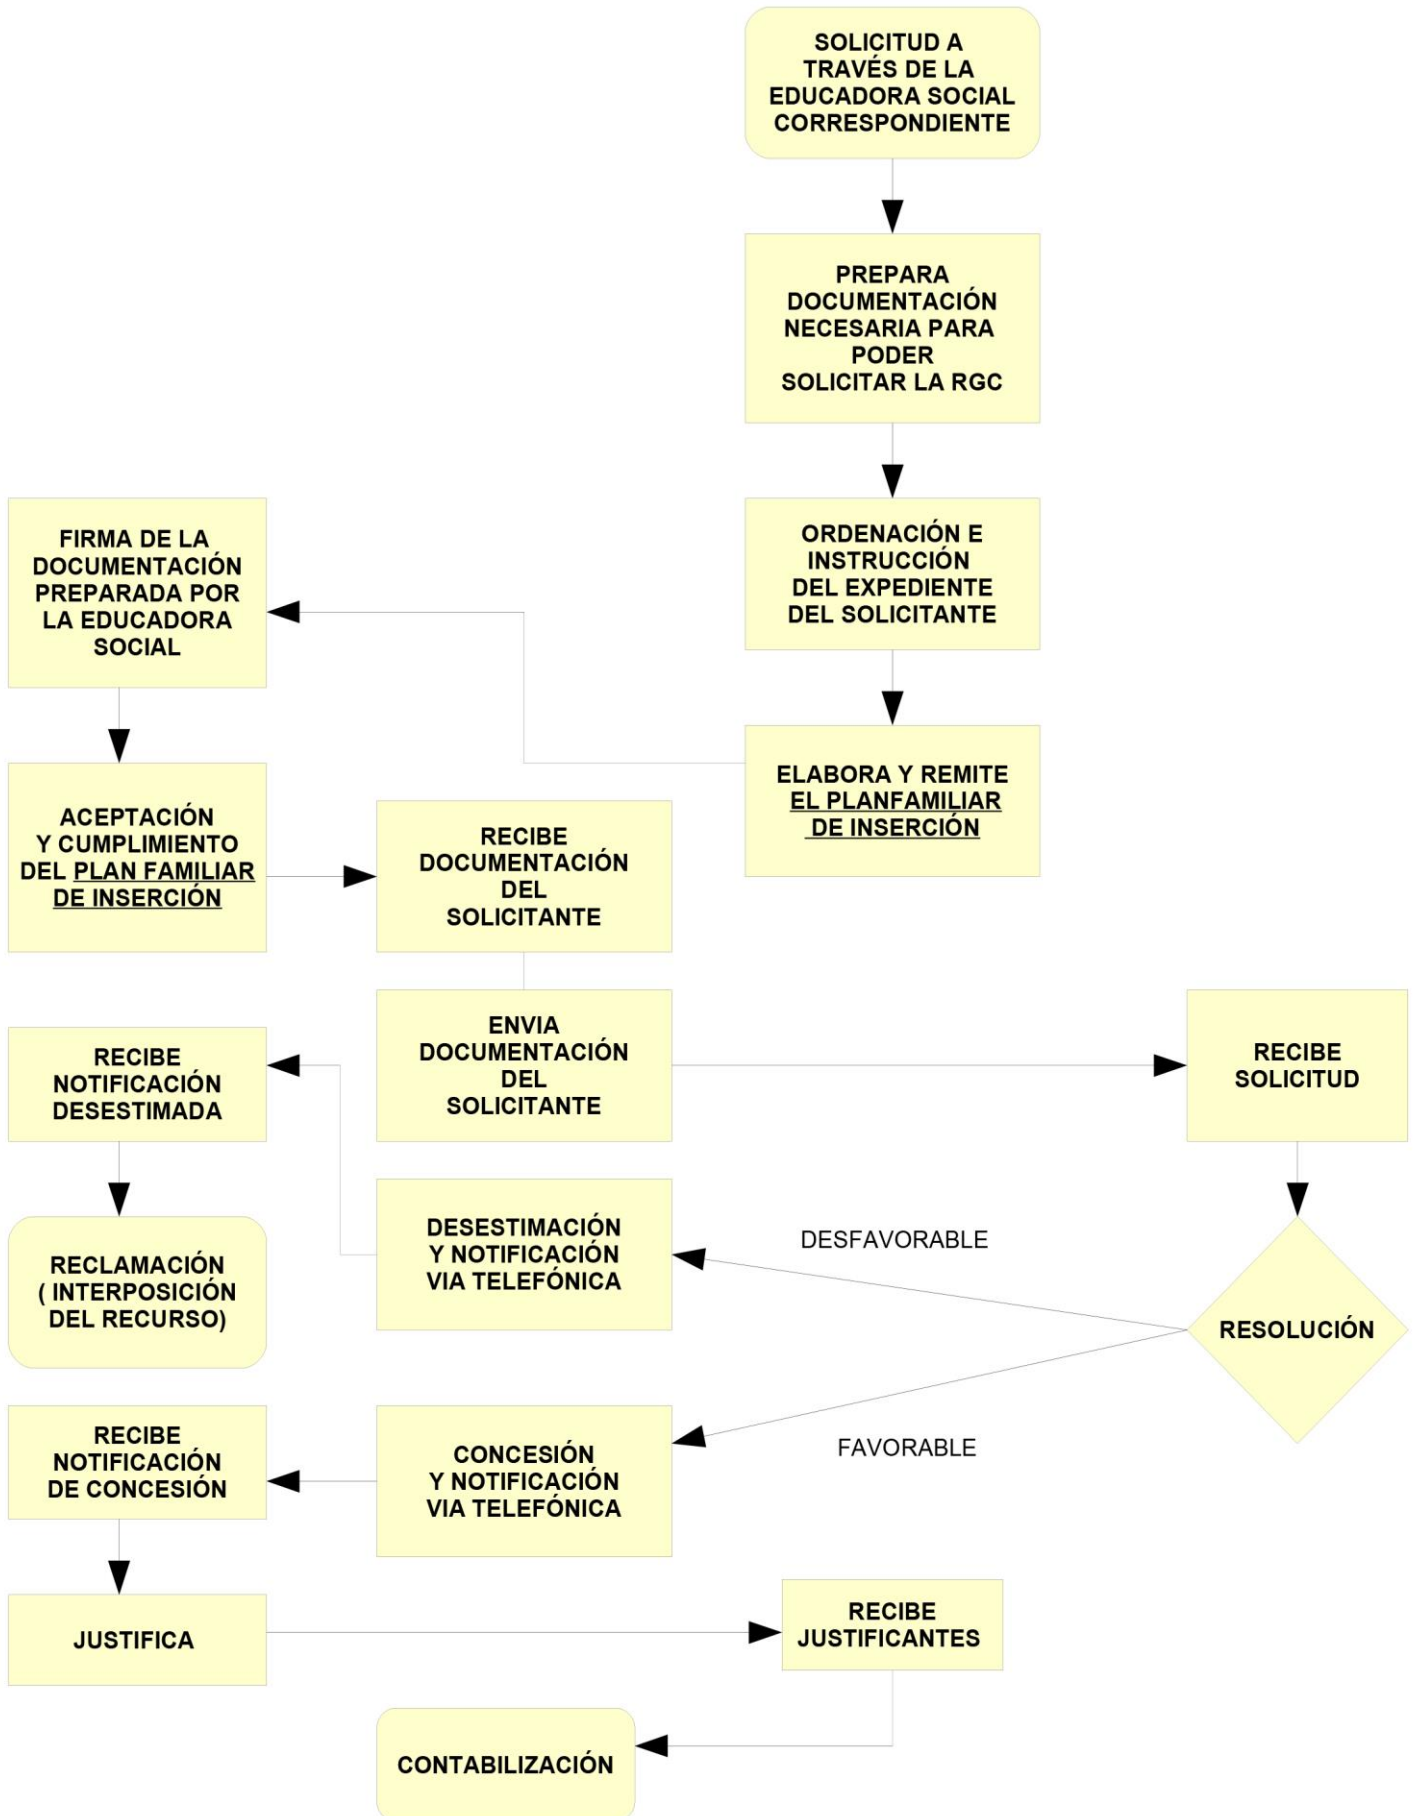 SOLICITUD A
TRAVÉS DE LA
EDUCADORA SOCIAL
CORRESPONDIENTE
PREPARA
DOCUMENTACIÓN
NECESARIA PARA
PODER
SOLICITAR LA RGC
ORDENACIÓN E
INSTRUCCIÓN
DEL EXPEDIENTE
DEL SOLICITANTE
ELABORA Y REMITE
EL PLANFAMILIAR
DE INSERCIÓN
FIRMA DE LA
DOCUMENTACIÓN
PREPARADA POR
LA EDUCADORA
SOCIAL
ACEPTACIÓN
Y CUMPLIMIENTO
DEL PLAN FAMILIAR
DE INSERCIÓN
RECIBE
DOCUMENTACIÓN
DEL
SOLICITANTE
ENVIA
DOCUMENTACIÓN
DEL
SOLICITANTE
RECIBE
SOLICITUD
RESOLUCIÓN
DESFAVORABLE
DESESTIMACIÓN
Y NOTIFICACIÓN
VIA TELEFÓNICA
RECIBE
NOTIFICACIÓN
DESESTIMADA
RECLAMACIÓN
( INTERPOSICIÓN
DEL RECURSO)
FAVORABLE
CONCESIÓN
Y NOTIFICACIÓN
VIA TELEFÓNICA
RECIBE
NOTIFICACIÓN
DE CONCESIÓN
JUSTIFICA
RECIBE
JUSTIFICANTES
CONTABILIZACIÓN